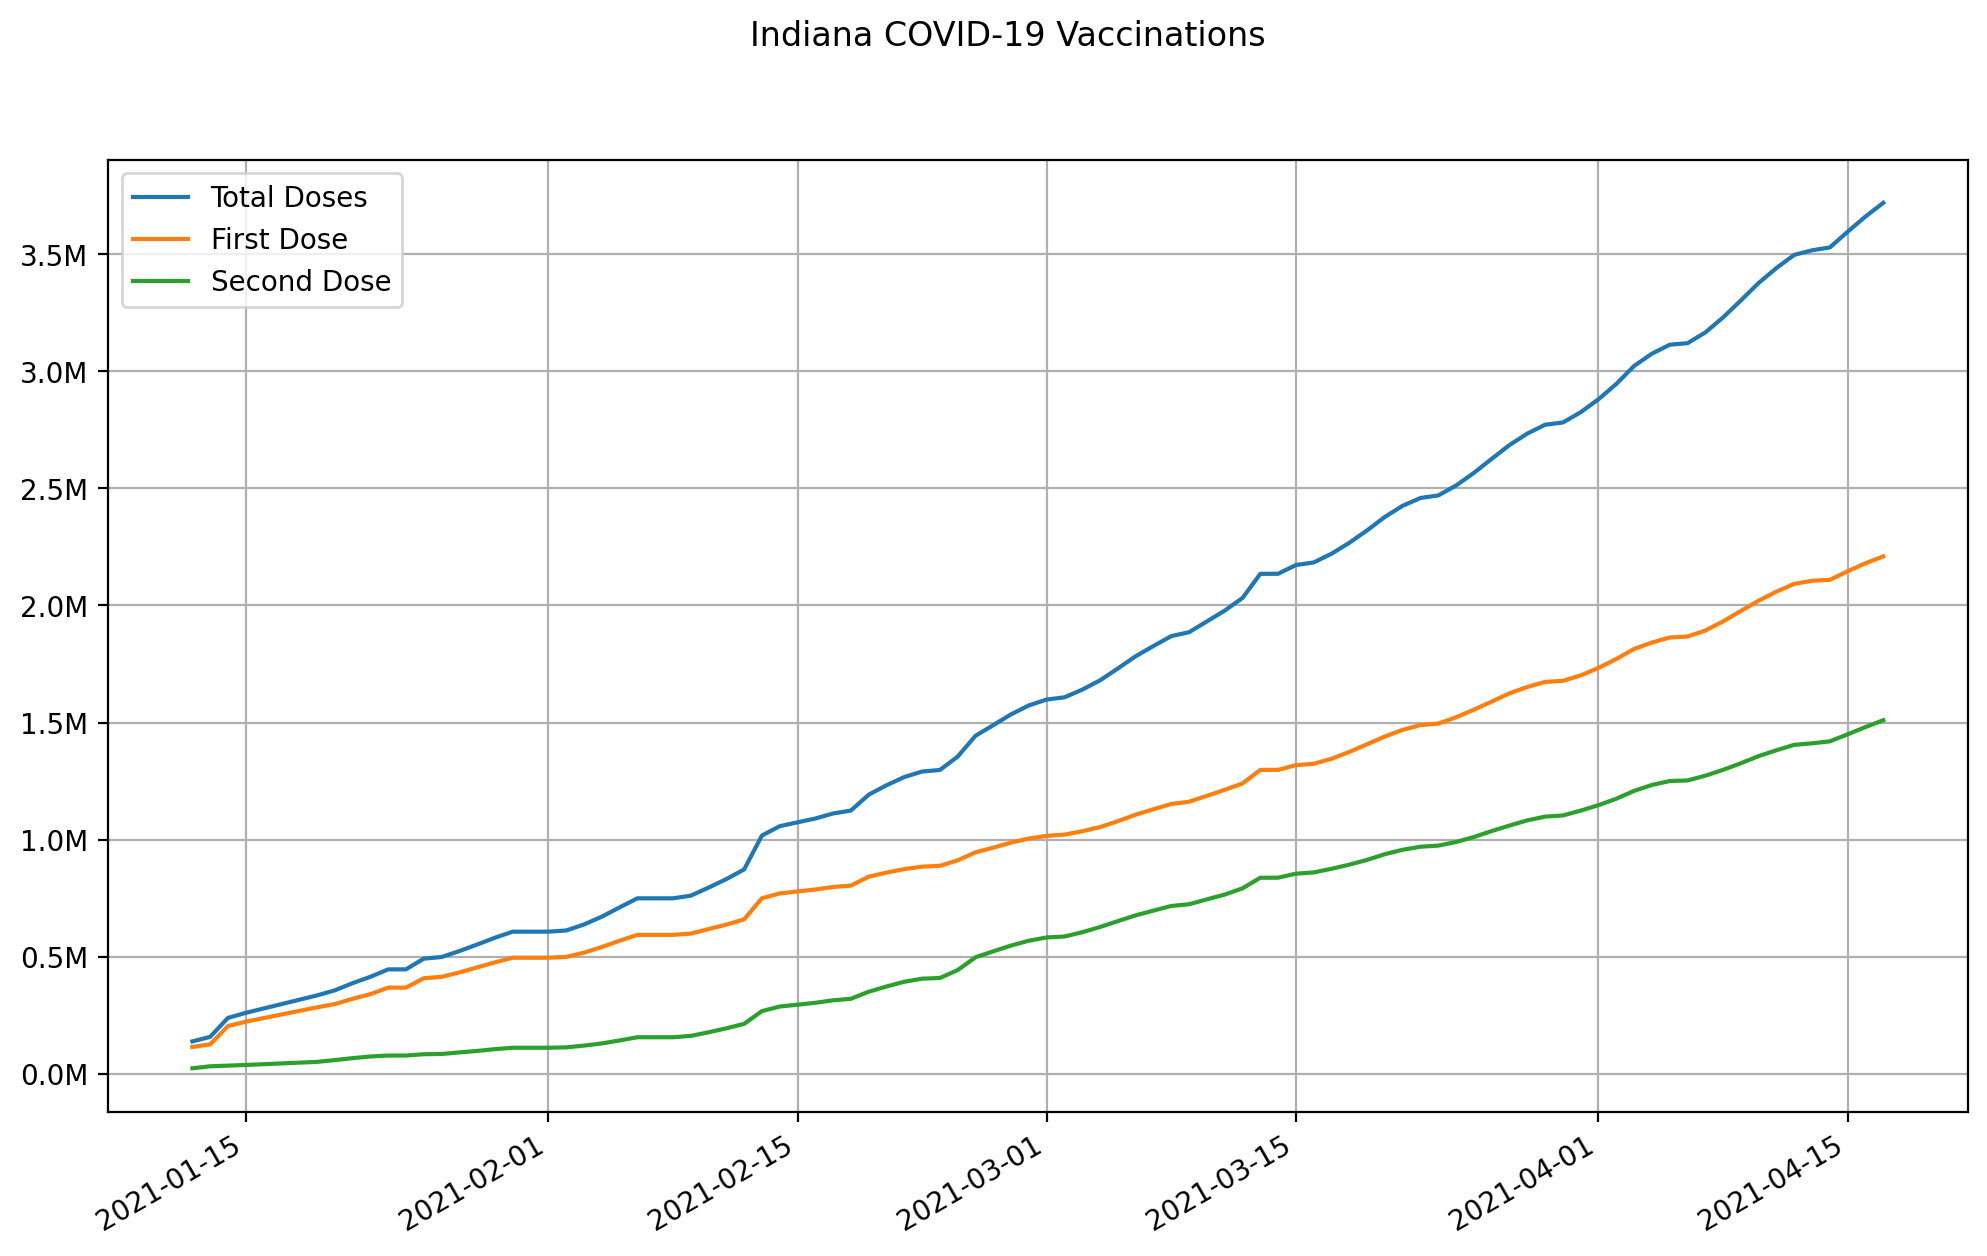 Indiana COVID-19 Vaccinations
Total Doses
First Dose
Second Dose
3.5M
3.0M
2.5M
2.0M
1.5M
1.0M
0.5M
0.0M
2021-01-15
2021-02-01
2021-02-15
2021-03-01
2021-03-15
2021-04-01
2021-04-15